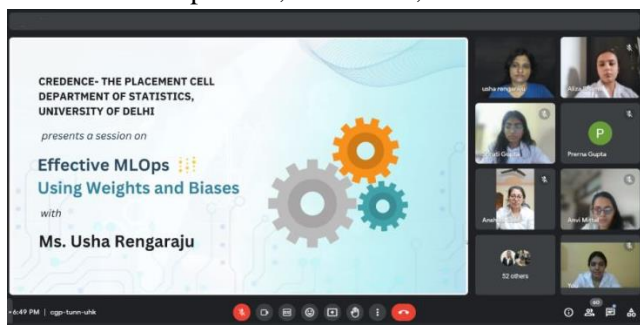 CREDENCE- THE PLACEMENT CELL
DEPARTMENT OF STATISTICS,
UNIVERSITY OF DELHI
presents a session on
Effective MLOps
Using Weights and Biases
with
Ms. Usha Rengaraju
usha rengaraju
Prerna Gupta
P
Anvi Mittal
52 others
6:49 PM | cgp-tunn-uhk
60